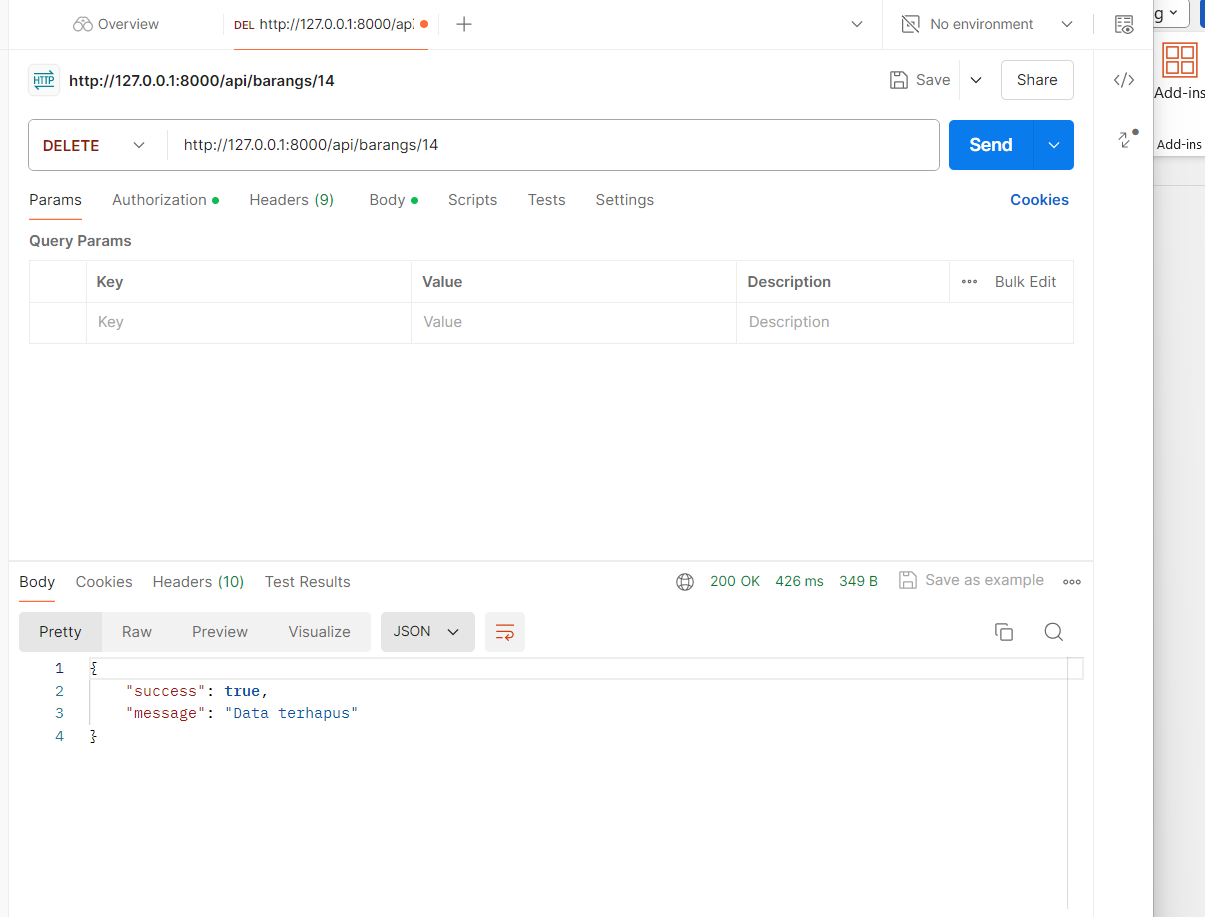 Overview
DEL http://127.0.0.1:8000/api/
No environment
g
HTTP http://127.0.0.1:8000/api/barangs/14
Save
Share
Add-ins
DELETE
http://127.0.0.1:8000/api/barangs/14
Send
Add-ins
Params Authorization Headers (9) Body Scripts Tests Settings Cookies
Query Params
Key Value Description Bulk Edit
Key Value Description
Body Cookies Headers (10) Test Results 200 OK 426 ms 349 B Save as example
Pretty Raw Preview Visualize JSON
1 {
2 "success": true,
3 "message": "Data terhapus"
4 }